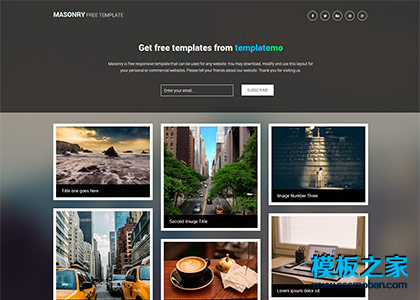 MASONRY FREE TEMPLATE
Get free templates from templatemo
Masonry is free responsive template that can be used for any website. You may download, modify and use this layout for
your personal or commercial websites. Please tell your friends about our website. Thank you for visiting us.
Enter your email...
SUBSCRIBE
Title one goes here
Second Image Title
Image Number Three
Lorem ipsum dolor sit
模板之家
www.cssmoban.com